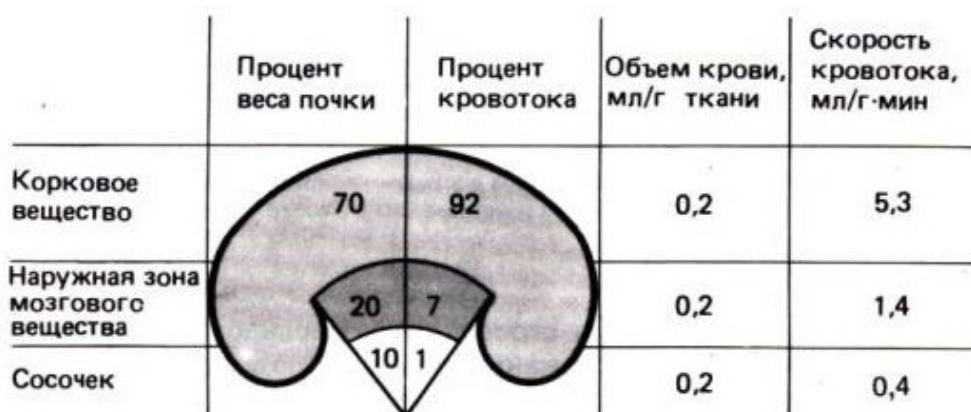 Процент
веса почки
Процент
кровотока
Объем крови,
мл/г ткани
Скорость
кровотока,
мл/г·мин
Корковое
вещество
70
92
0,2
5,3
Наружная зона
мозгового
вещества
20
7
0,2
1,4
Сосочек
10
1
0,2
0,4